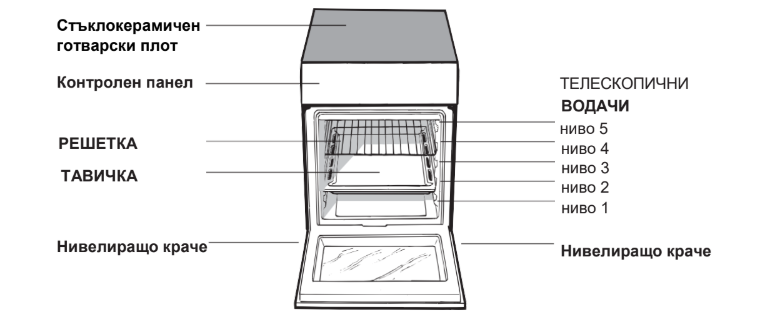 Стъклокерамичен
готварски плот
Контролен панел
РЕШЕТКА
ТАВИЧКА
Нивелиращо краче
ТЕЛЕСКОПИЧНИ
ВОДАЧИ
ниво 5
ниво 4
ниво 3
ниво 2
ниво 1
Нивелиращо краче